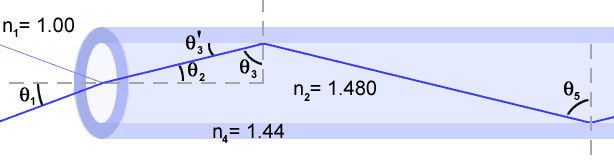 n₁= 1.00
θ₃'
θ₂
θ₃
θ₁
n₂= 1.480
θ₅
n₄= 1.44